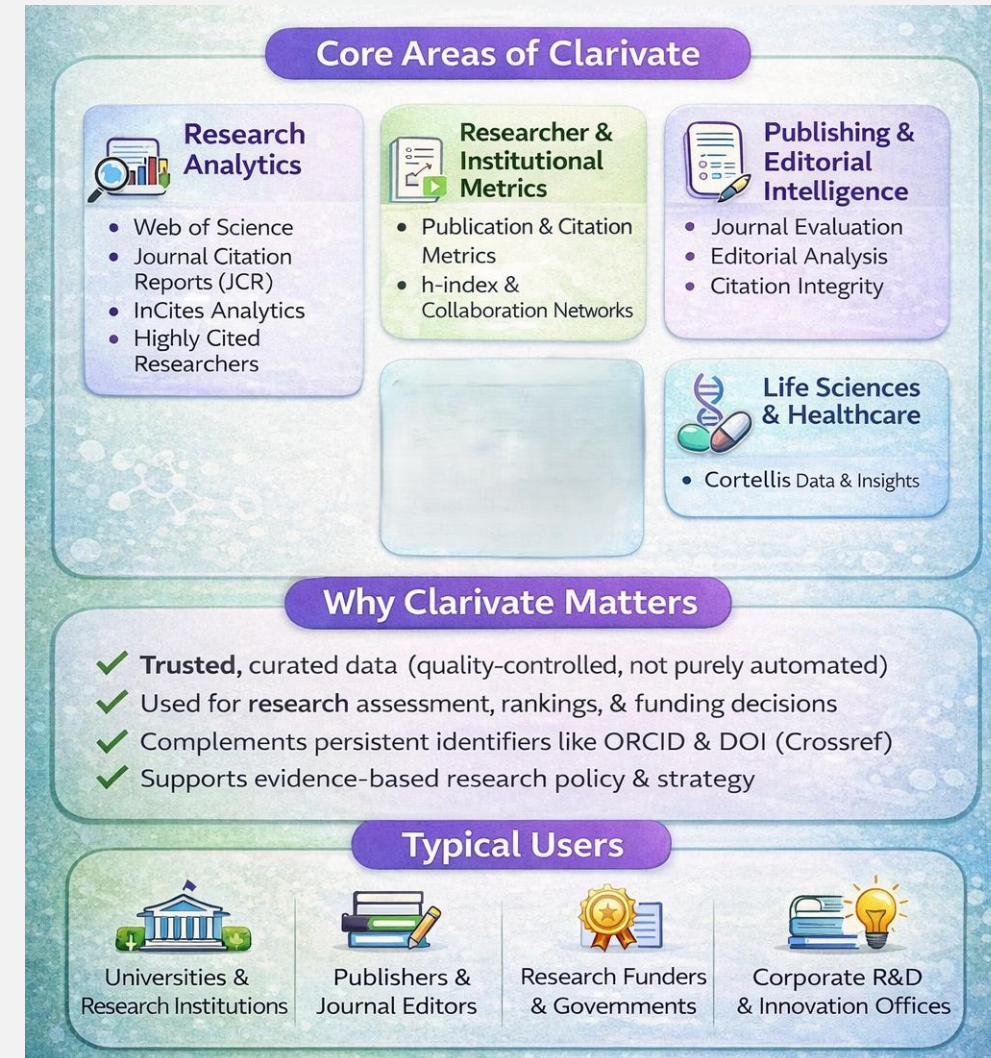 Core Areas of Clarivate
Research
Analytics
• Web of Science
• Journal Citation
Reports (JCR)
• InCites Analytics
• Highly Cited
Researchers
Researcher &
Institutional
Metrics
• Publication & Citation
Metrics
• h-index &
Collaboration Networks
Publishing &
Editorial
Intelligence
• Journal Evaluation
• Editorial Analysis
• Citation Integrity
Life Sciences
& Healthcare
• Cortellis Data & Insights
Why Clarivate Matters
Trusted, curated data (quality-controlled, not purely automated)
Used for research assessment, rankings, & funding decisions
Complements persistent identifiers like ORCID & DOI (Crossref)
Supports evidence-based research policy & strategy
Typical Users
Universities &
Research Institutions
Publishers &
Journal Editors
Research Funders
& Governments
Corporate R&D
& Innovation Offices